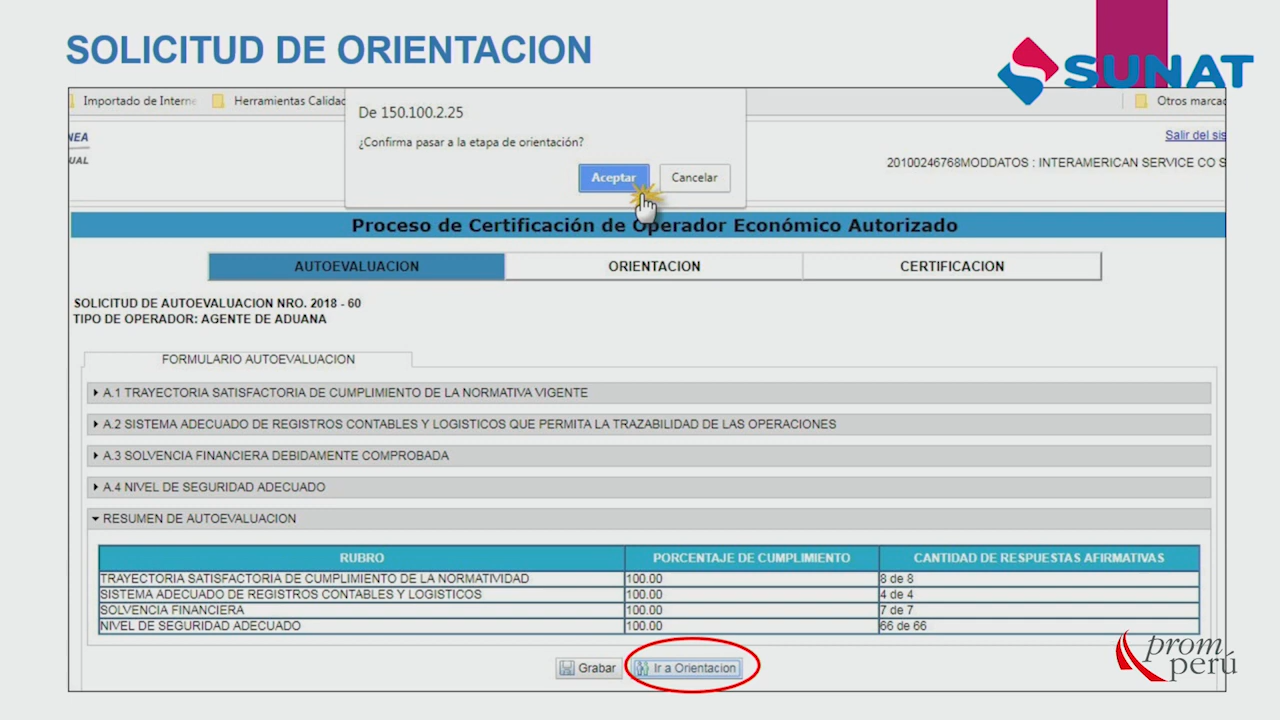 SOLICITUD DE ORIENTACION
SUNAT
Importado de Interne
Herramientas Calidad
Otros marcad
De 150.100.2.25
¿Confirma pasar a la etapa de orientación?
Aceptar
Cancelar
NEA
UAL
Salir del sis
20100246768MODDATOS : INTERAMERICAN SERVICE CO S
Proceso de Certificación de Operador Económico Autorizado
AUTOEVALUACION
ORIENTACION
CERTIFICACION
SOLICITUD DE AUTOEVALUACION NRO. 2018 - 60
TIPO DE OPERADOR: AGENTE DE ADUANA
FORMULARIO AUTOEVALUACION
A.1 TRAYECTORIA SATISFACTORIA DE CUMPLIMIENTO DE LA NORMATIVA VIGENTE
A.2 SISTEMA ADECUADO DE REGISTROS CONTABLES Y LOGISTICOS QUE PERMITA LA TRAZABILIDAD DE LAS OPERACIONES
A.3 SOLVENCIA FINANCIERA DEBIDAMENTE COMPROBADA
A.4 NIVEL DE SEGURIDAD ADECUADO
RESUMEN DE AUTOEVALUACION
RUBRO PORCENTAJE DE CUMPLIMIENTO CANTIDAD DE RESPUESTAS AFIRMATIVAS
TRAYECTORIA SATISFACTORIA DE CUMPLIMIENTO DE LA NORMATIVIDAD 100.00 8 de 8
SISTEMA ADECUADO DE REGISTROS CONTABLES Y LOGISTICOS 100.00 4 de 4
SOLVENCIA FINANCIERA 100.00 7 de 7
NIVEL DE SEGURIDAD ADECUADO 100.00 66 de 66
Grabar
Ir a Orientacion
prom
perú